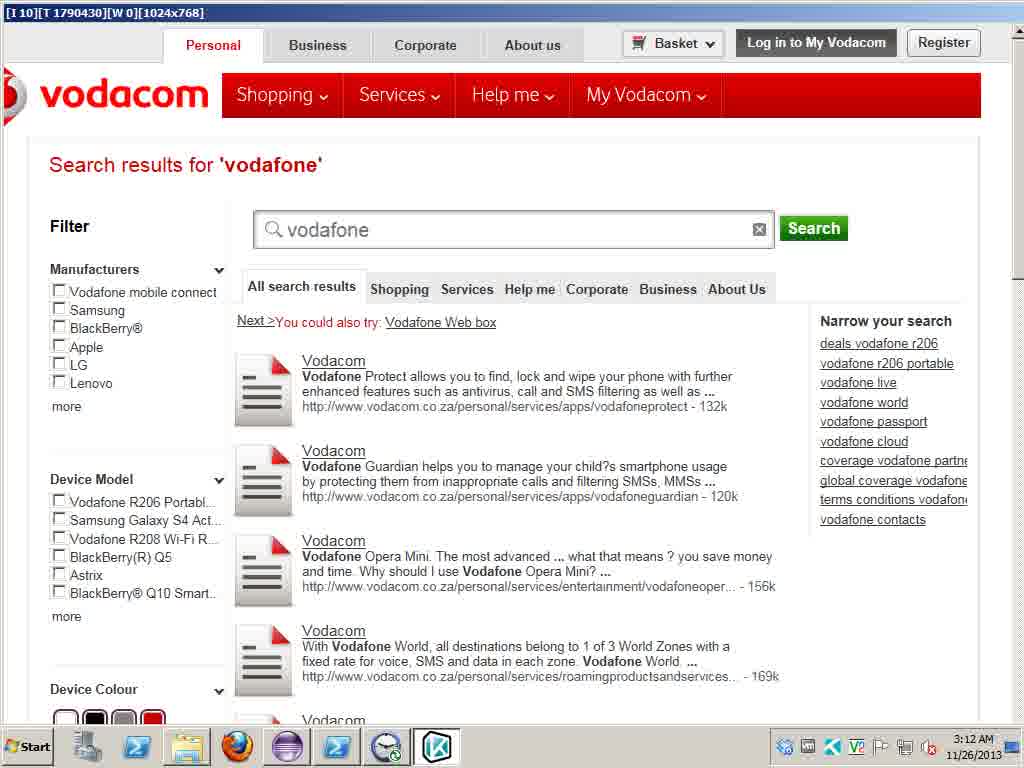 [I 10][T 1790430][W 0][1024x768]
Personal
Business
Corporate
About us
Basket
Log in to My Vodacom
Register
vodacom
Shopping
Services
Help me
My Vodacom
Search results for 'vodafone'
Filter
vodafone
Search
Manufacturers
Vodafone mobile connect
Samsung
BlackBerry®
Apple
LG
Lenovo
more
Device Model
Vodafone R206 Portabl...
Samsung Galaxy S4 Act...
Vodafone R208 Wi-Fi R...
BlackBerry(R) Q5
Astrix
BlackBerry® Q10 Smart...
more
Device Colour
All search results
Shopping
Services
Help me
Corporate
Business
About Us
Next >You could also try: Vodafone Web box
Vodacom
Vodafone Protect allows you to find, lock and wipe your phone with further
enhanced features such as antivirus, call and SMS filtering as well as ...
http://www.vodacom.co.za/personal/services/apps/vodafoneprotect - 132k
Vodacom
Vodafone Guardian helps you to manage your child?s smartphone usage
by protecting them from inappropriate calls and filtering SMSs, MMSs ...
http://www.vodacom.co.za/personal/services/apps/vodafoneguardian - 120k
Vodacom
Vodafone Opera Mini. The most advanced ... what that means ? you save money
and time. Why should I use Vodafone Opera Mini? ...
http://www.vodacom.co.za/personal/services/entertainment/vodafoneoper... - 156k
Vodacom
With Vodafone World, all destinations belong to 1 of 3 World Zones with a
fixed rate for voice, SMS and data in each zone. Vodafone World. ...
http://www.vodacom.co.za/personal/services/roamingproductsandservices... - 169k
Vodacom
Narrow your search
deals vodafone r206
vodafone r206 portable
vodafone live
vodafone world
vodafone passport
vodafone cloud
coverage vodafone partne
global coverage vodafone
terms conditions vodafone
vodafone contacts
Start
3:12 AM
11/26/2013